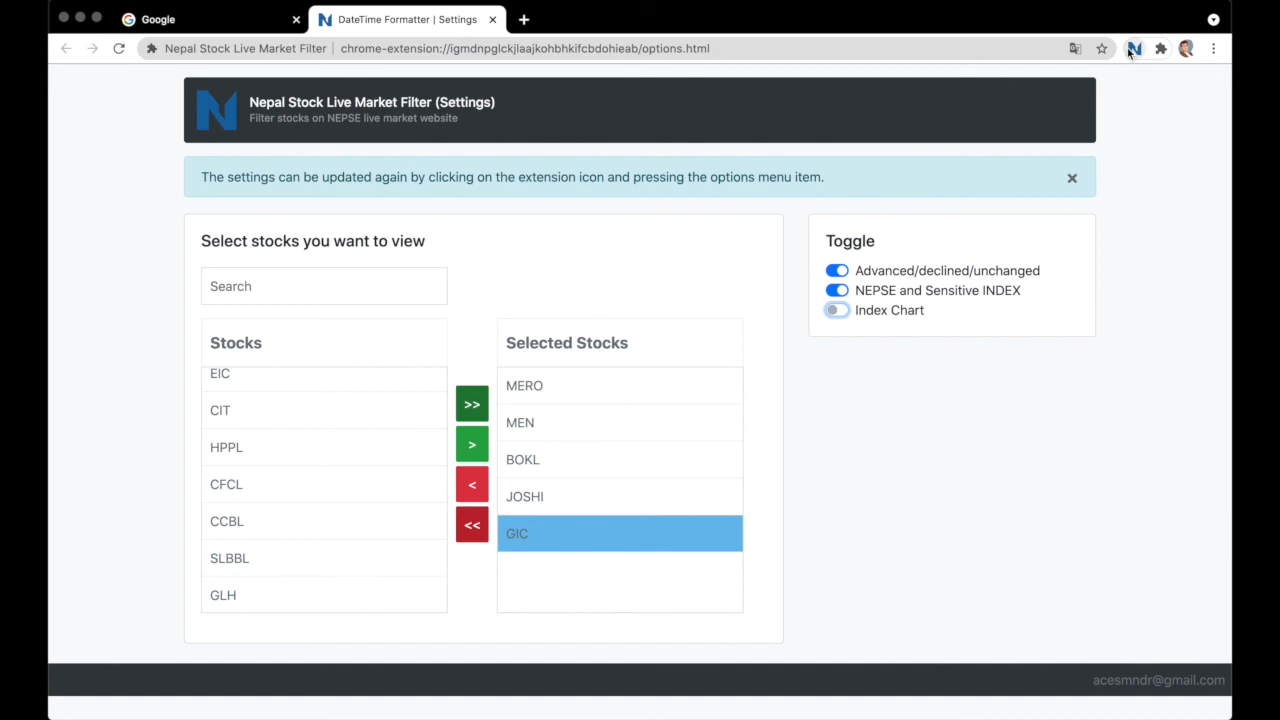 Google
DateTime Formatter | Settings
Nepal Stock Live Market Filter | chrome-extension://igmdnpglckjlaajkohbhkifcbdohieab/options.html
Nepal Stock Live Market Filter (Settings)
Filter stocks on NEPSE live market website
The settings can be updated again by clicking on the extension icon and pressing the options menu item.
Select stocks you want to view
Search
Stocks
EIC
CIT
HPPL
CFCL
CCBL
SLBBL
GLH
>>
>
<
<<
Selected Stocks
MERO
MEN
BOKL
JOSHI
GIC
Toggle
Advanced/declined/unchanged
NEPSE and Sensitive INDEX
Index Chart
acesmndr@gmail.com